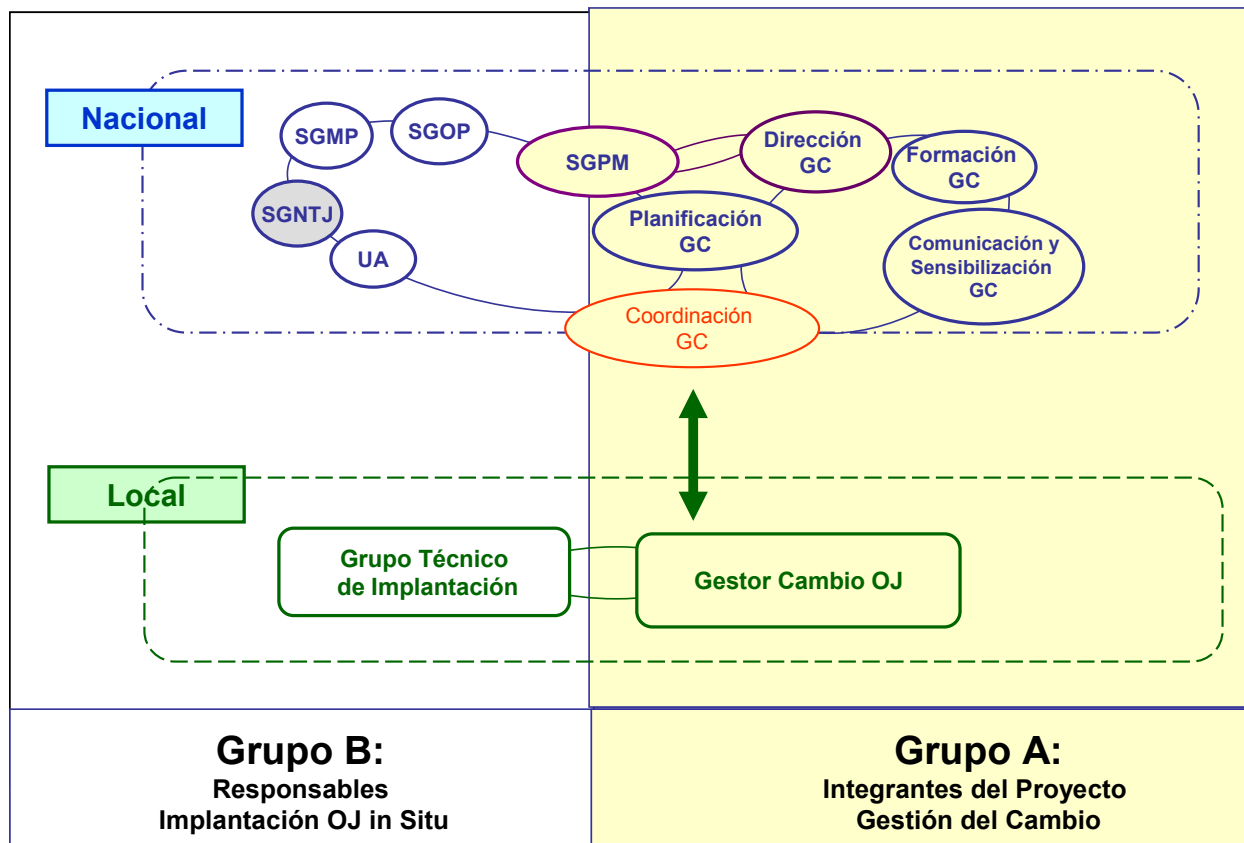 Nacional
SGMP
SGOP
SGPM
Dirección
GC
Formación
GC
SGNTJ
UA
Planificación
GC
Comunicación y
Sensibilización
GC
Coordinación
GC
Local
Grupo Técnico
de Implantación
Gestor Cambio OJ
Grupo B:
Responsables
Implantación OJ in Situ
Grupo A:
Integrantes del Proyecto
Gestión del Cambio